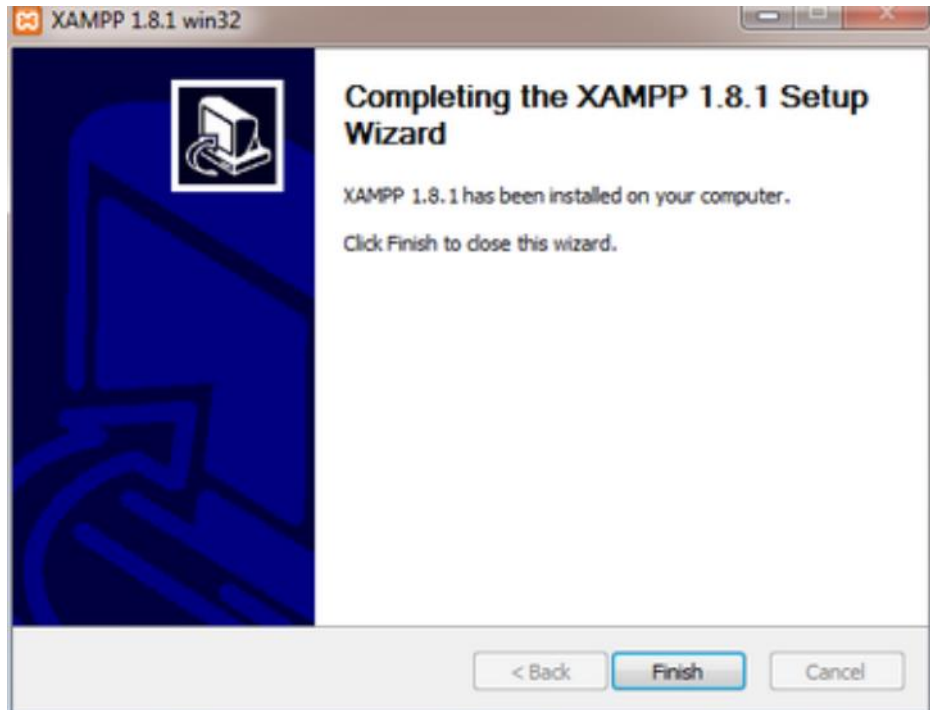 XAMPP 1.8.1 win32
Completing the XAMPP 1.8.1 Setup
Wizard
XAMPP 1.8.1 has been installed on your computer.
Click Finish to close this wizard.
< Back Finish Cancel